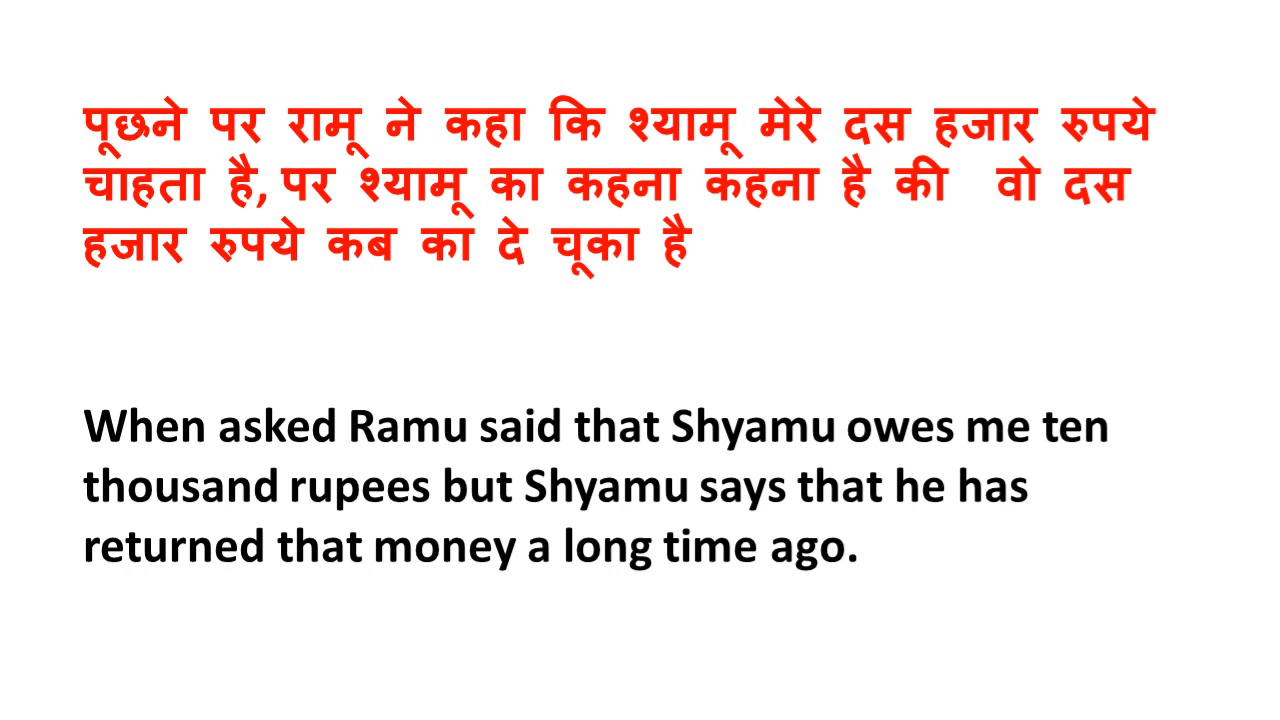 पूछने पर रामू ने कहा कि श्यामू मेरे दस हजार रुपये
चाहता है, पर श्यामू का कहना कहना है की वो दस
हजार रुपये कब का दे चूका है
When asked Ramu said that Shyamu owes me ten
thousand rupees but Shyamu says that he has
returned that money a long time ago.